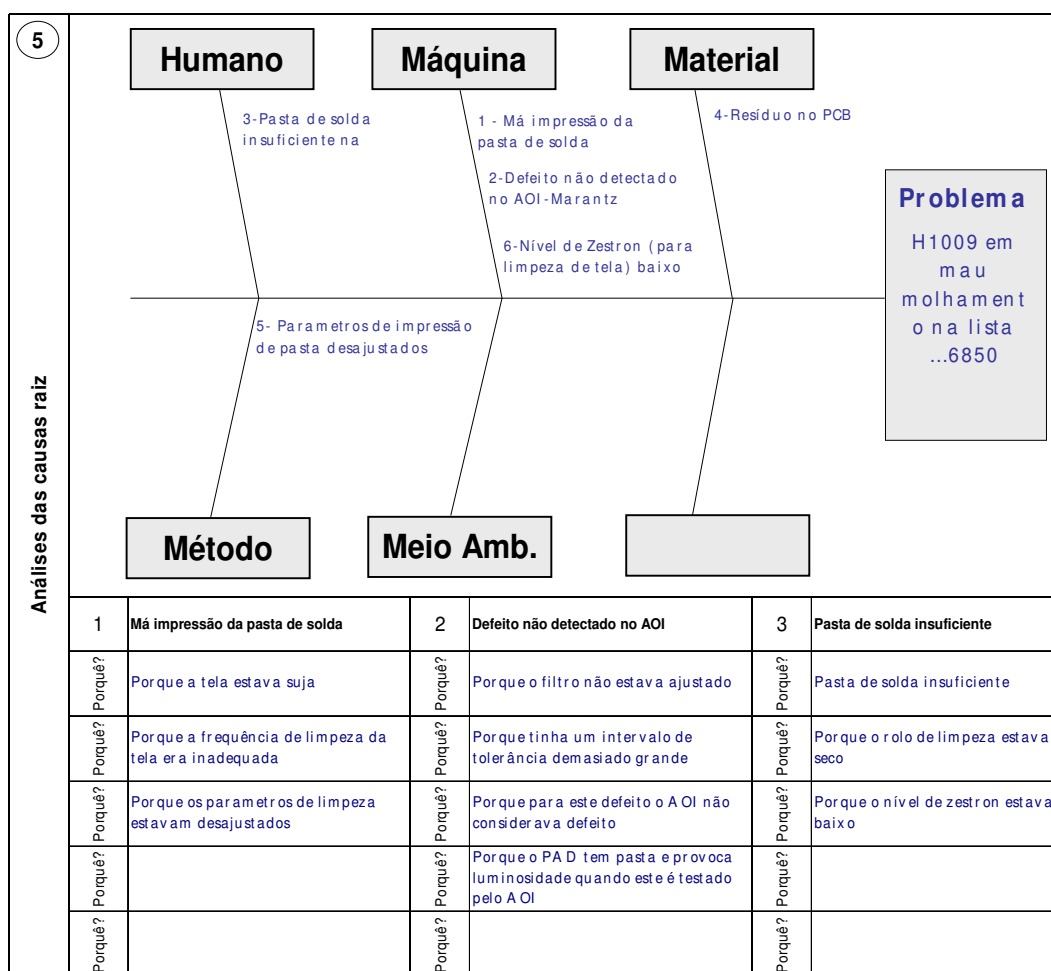 5
Análises das causas raiz
Humano
Máquina
Material
3-Pasta de solda
insuficiente na
1 - Má impressão da
pasta de solda
2-Defeito não detectado
no AOI-Marantz
6-Nível de Zestron (para
limpeza de tela) baixo
4-Resíduo no PCB
Problema
H1009 em
mau
molhament
o na lista
...6850
5- Parametros de impressão
de pasta desajustados
Método
Meio Amb.
1
Má impressão da pasta de solda
2
Defeito não detectado no AOI
3
Pasta de solda insuficiente
Porquê?
Porque a tela estava suja
Porquê?
Porque o filtro não estava ajustado
Porquê?
Pasta de solda insuficiente
Porquê?
Porque a frequência de limpeza da
tela era inadequada
Porquê?
Porque tinha um intervalo de
tolerância demasiado grande
Porquê?
Porque o rolo de limpeza estava
seco
Porquê?
Porque os parametros de limpeza
estavam desajustados
Porquê?
Porque para este defeito o AOI não
considerava defeito
Porquê?
Porque o nível de zestron estava
baixo
Porquê?
Porquê?
Porque o PAD tem pasta e provoca
luminosidade quando este é testado
pelo AOI
Porquê?
Porquê?
Porquê?
Porquê?